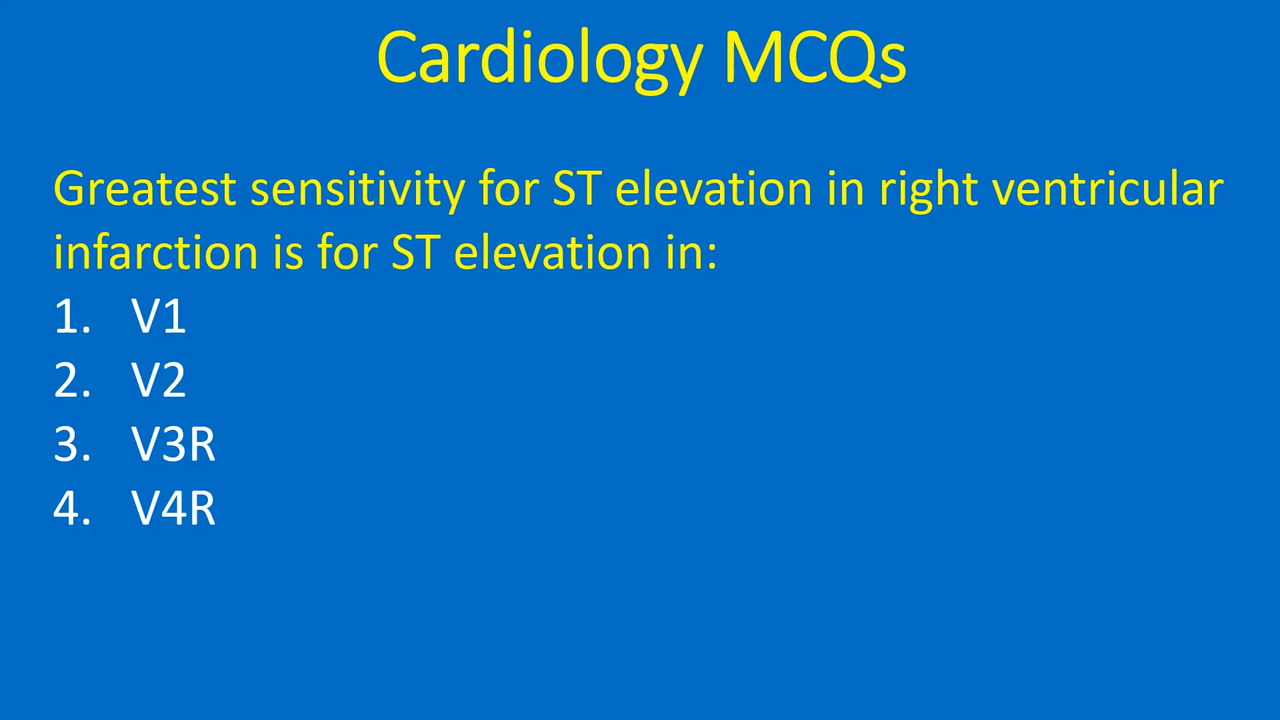 Cardiology MCQs
Greatest sensitivity for ST elevation in right ventricular
infarction is for ST elevation in:
1. V1
2. V2
3. V3R
4. V4R